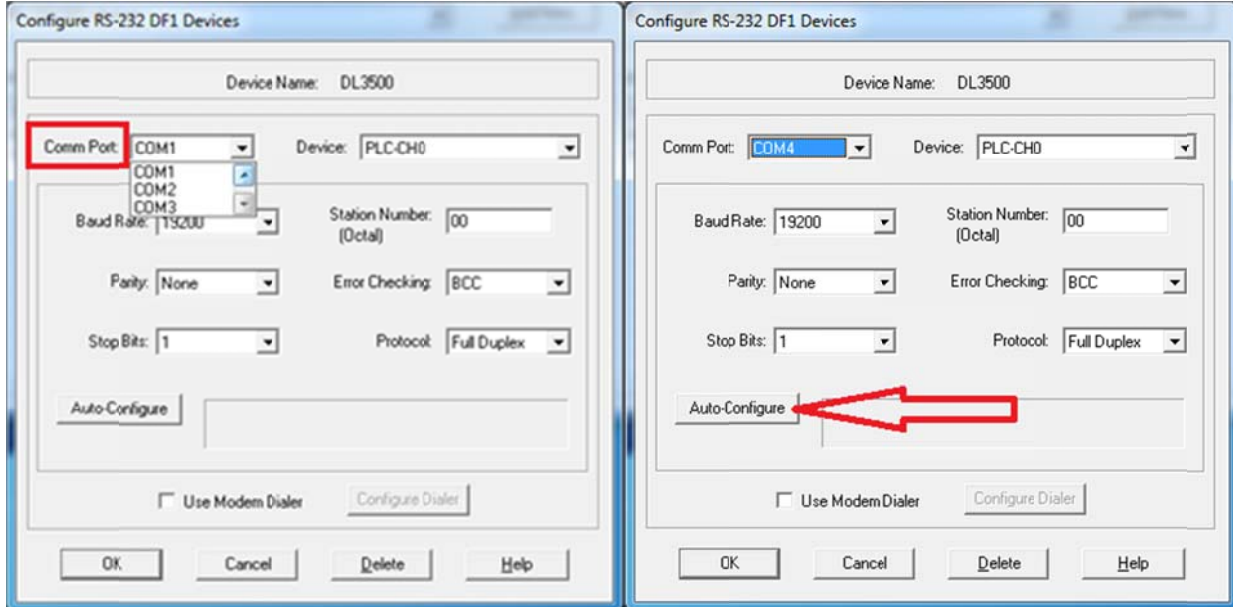 Configure RS-232 DF1 Devices
Device Name: DL3500
Comm Port: COM1 Device: PLC-CH0
COM1
COM2
COM3
Baud Rate: 19200 Station Number: 00
(Octal)
Parity: None Error Checking: BCC
Stop Bits: 1 Protocol: Full Duplex
Auto-Configure
Use Modem Dialer Configure Dialer
OK Cancel Delete Help
Configure RS-232 DF1 Devices
Device Name: DL3500
Comm Port: COM4 Device: PLC-CH0
Baud Rate: 19200 Station Number: 00
(Octal)
Parity: None Error Checking: BCC
Stop Bits: 1 Protocol: Full Duplex
Auto-Configure
Use Modem Dialer Configure Dialer
OK Cancel Delete Help